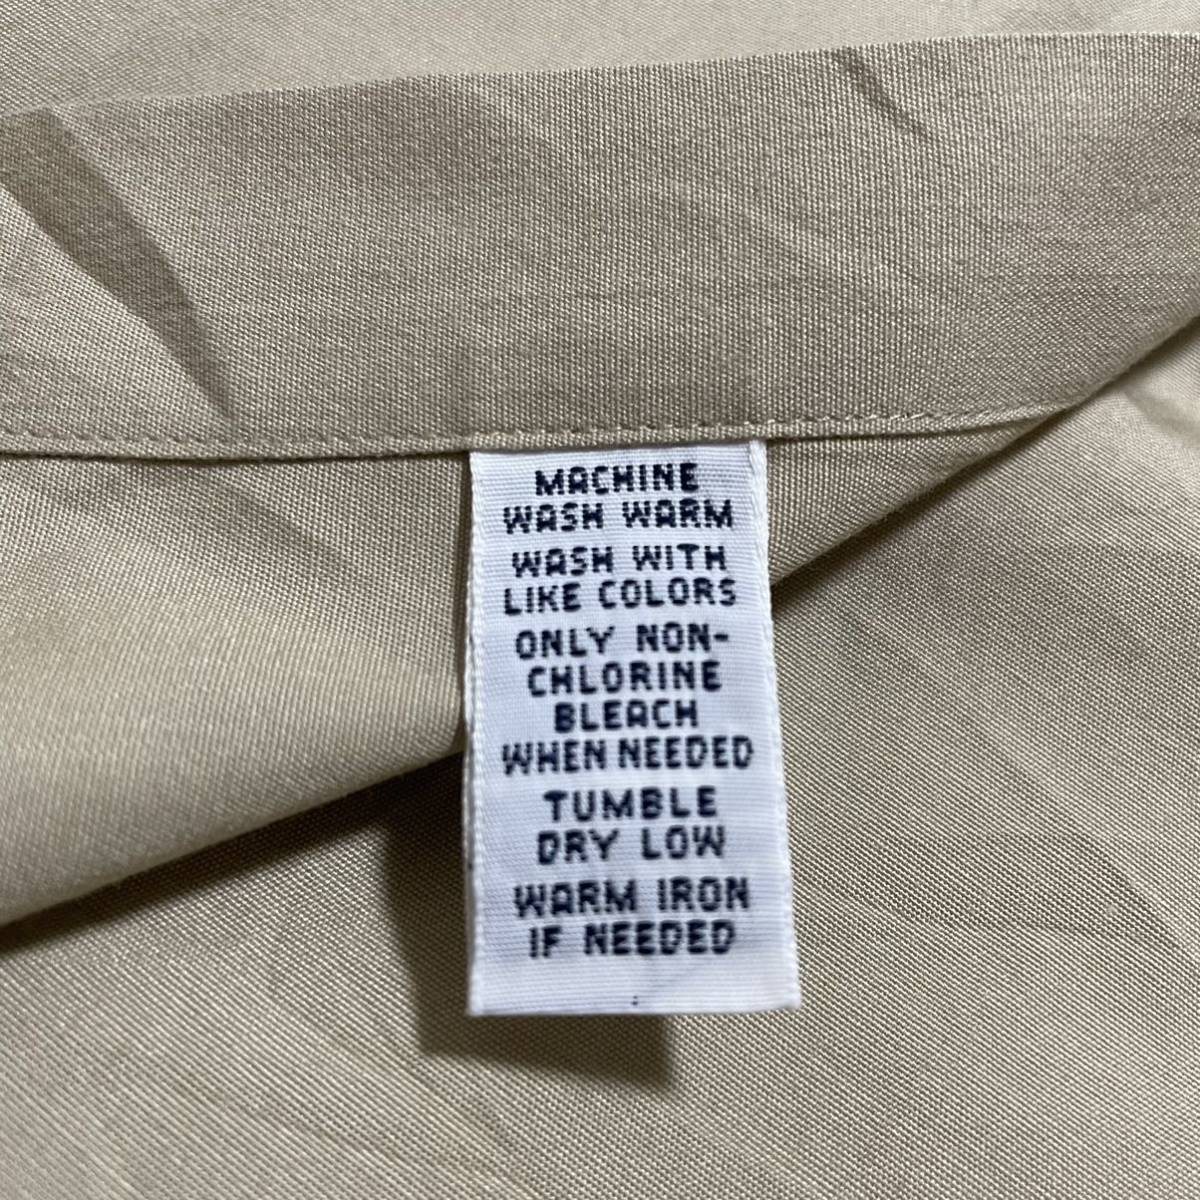 MACHINE
WASH WARM
WASH WITH
LIKE COLORS
ONLY NON-
CHLORINE
BLEACH
WHEN NEEDED
TUMBLE
DRY LOW
WARM IRON
IF NEEDED